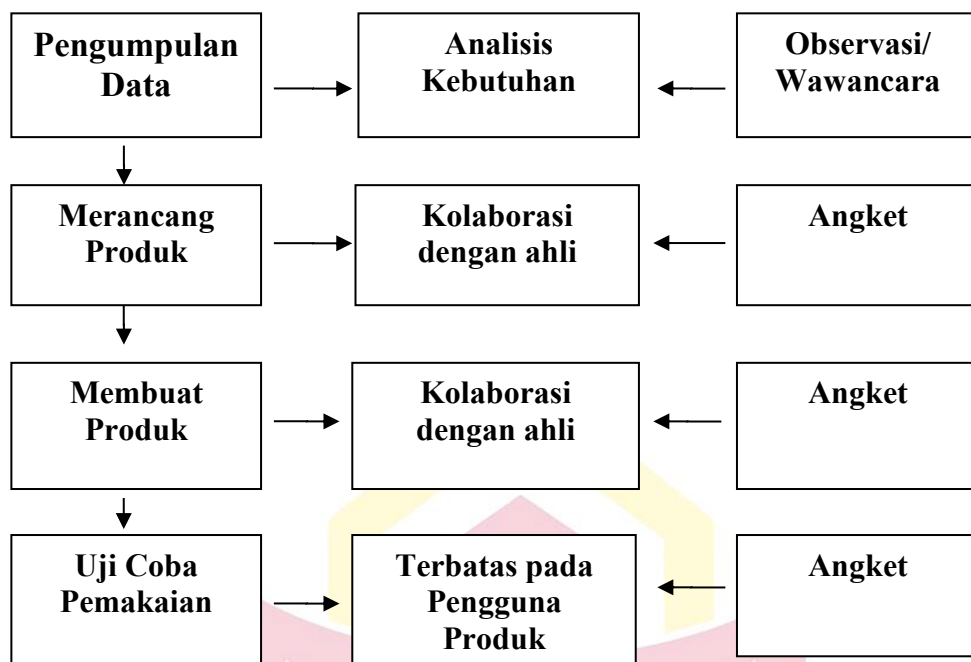 Pengumpulan
Data
Analisis
Kebutuhan
Observasi/
Wawancara
Merancang
Produk
Kolaborasi
dengan ahli
Angket
Membuat
Produk
Kolaborasi
dengan ahli
Angket
Uji Coba
Pemakaian
Terbatas pada
Pengguna
Produk
Angket